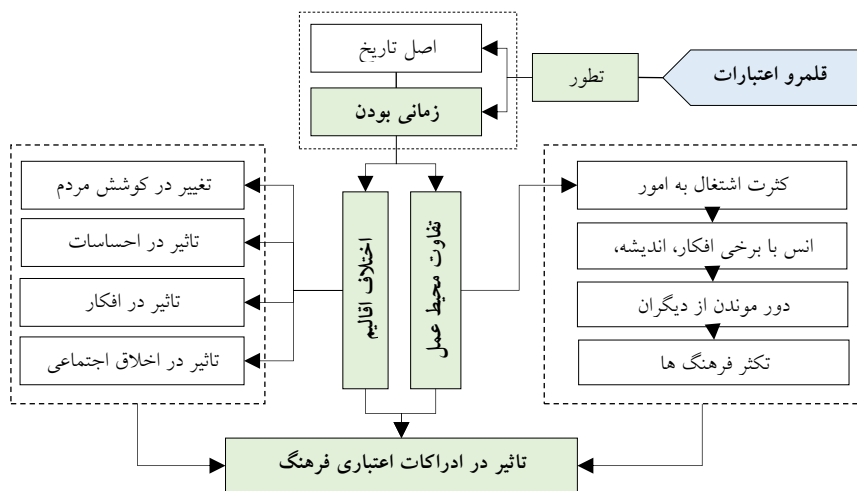 قلمرو اعتبارات
تطور
اصل تاریخ
زمانی بودن
تفاوت محیط عمل
اختلاف اقالیم
کثرت اشتغال به امور
انس با برخی افکار، اندیشه،
دور موندن از دیگران
تکثر فرهنگ ها
تغییر در کوشش مردم
تاثیر در احساسات
تاثیر در افکار
تاثیر در اخلاق اجتماعی
تاثیر در ادراکات اعتباری فرهنگ